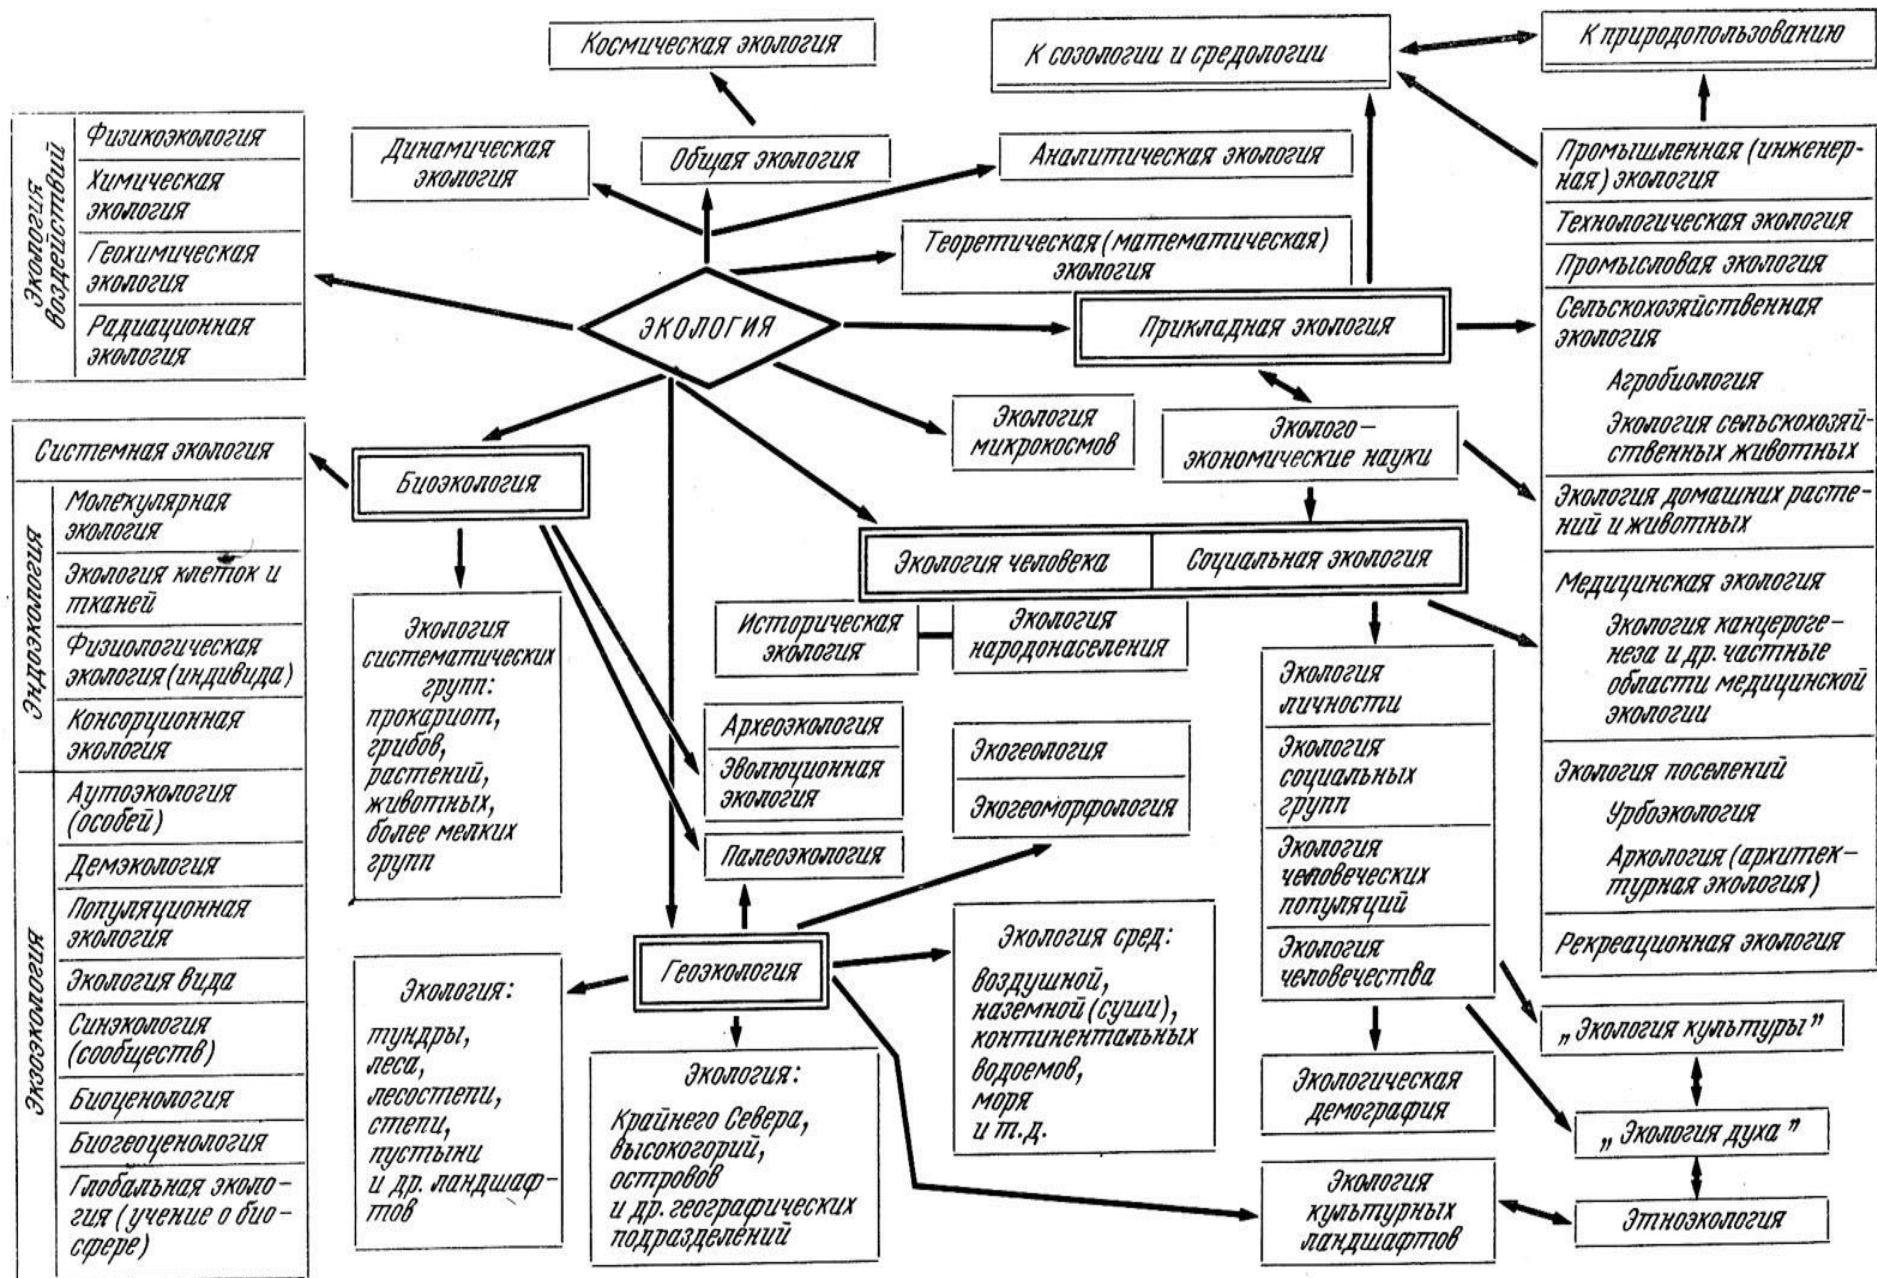 Космическая экология
К созологии и средологии
К природопользованию
Экология
воздействий
Физикоэкология
Химическая
экология
Геохимическая
экология
Радиационная
экология
Динамическая
экология
Общая экология
Аналитическая экология
Теоретическая (математическая)
экология
ЭКОЛОГИЯ
Прикладная экология
Промышленная (инженер-
ная) экология
Технологическая экология
Промысловая экология
Сельскохозяйственная
экология
Агробиология
Экология сельскохозяй-
ственных животных
Экология домашних расте-
ний и животных
Медицинская экология
Экология канцероге-
неза и др. частные
области медицинской
экологии
Экология поселений
Урбоэкология
Аркология (архитек-
турная экология)
Рекреационная экология
Экология
микрокосмов
Эколого-
экономические науки
Системная экология
Эндоэкология
Молекулярная
экология
Экология клеток и
тканей
Физиологическая
экология (индивида)
Консорционная
экология
Экзоэкология
Аутоэкология
(особей)
Демэкология
Популяционная
экология
Экология вида
Синэкология
(сообществ)
Биоценология
Биогеоценология
Глобальная эколо-
гия (учение о био-
сфере)
Биоэкология
Экология
систематических
групп:
прокариот,
грибов,
растений,
животных,
более мелких
групп
Экология человека
Социальная экология
Историческая
экология
Экология
народонаселения
Археоэкология
Эволюционная
экология
Палеоэкология
Экогеология
Экогеоморфология
Экология
личности
Экология
социальных
групп
Экология
человеческих
популяций
Экология
человечества
Геоэкология
Экология:
тундры,
леса,
лесостепи,
степи,
пустыни
и др. ландшаф-
тов
Экология:
Крайнего Севера,
высокогорий,
островов
и др. географических
подразделений
Экология сред:
воздушной,
наземной (суши),
континентальных
водоемов,
моря
и т.д.
Экологическая
демография
Экология
культурных
ландшафтов
„Экология культуры”
„Экология духа”
Этноэкология